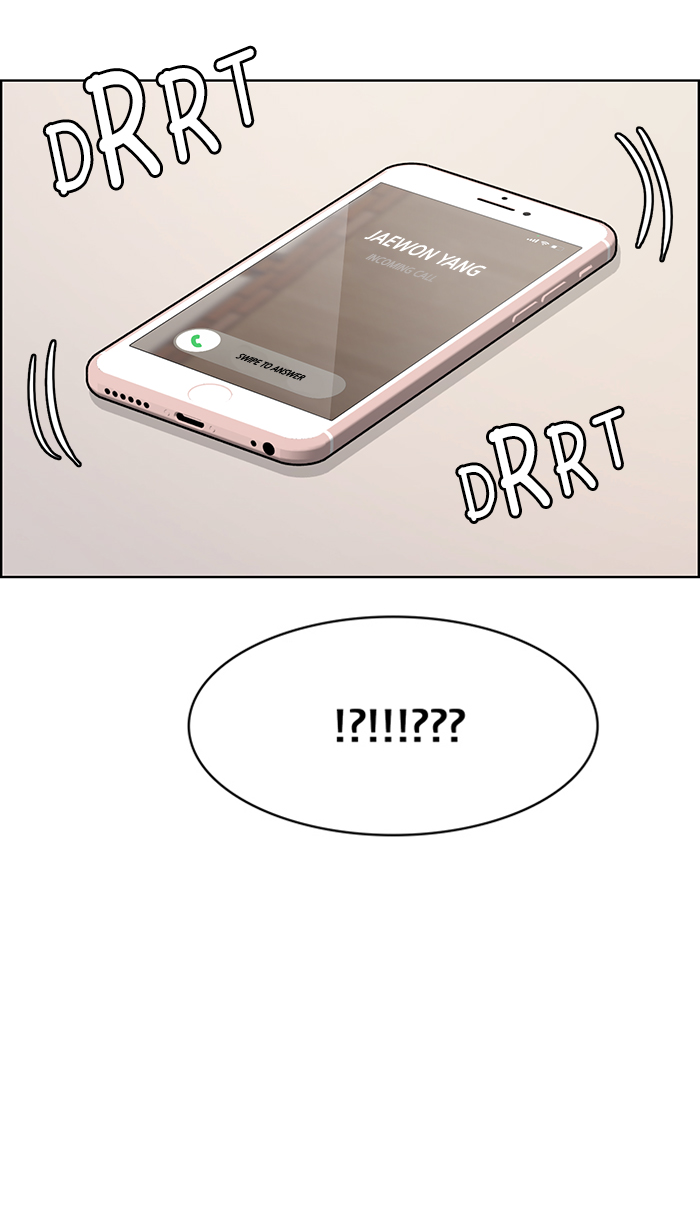 DRRT
JAEWON YANG
INCOMING CALL
SWIPE TO ANSWER
DRRT
!?!!!???